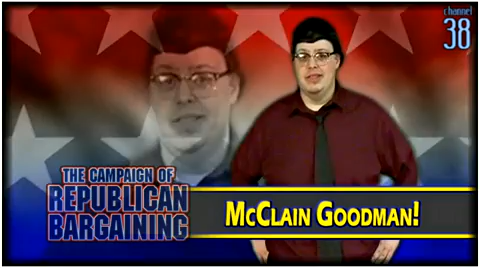 channel
38
THE CAMPAIGN OF
REPUBLICAN
BARGAINING
McCLAIN GOODMAN!